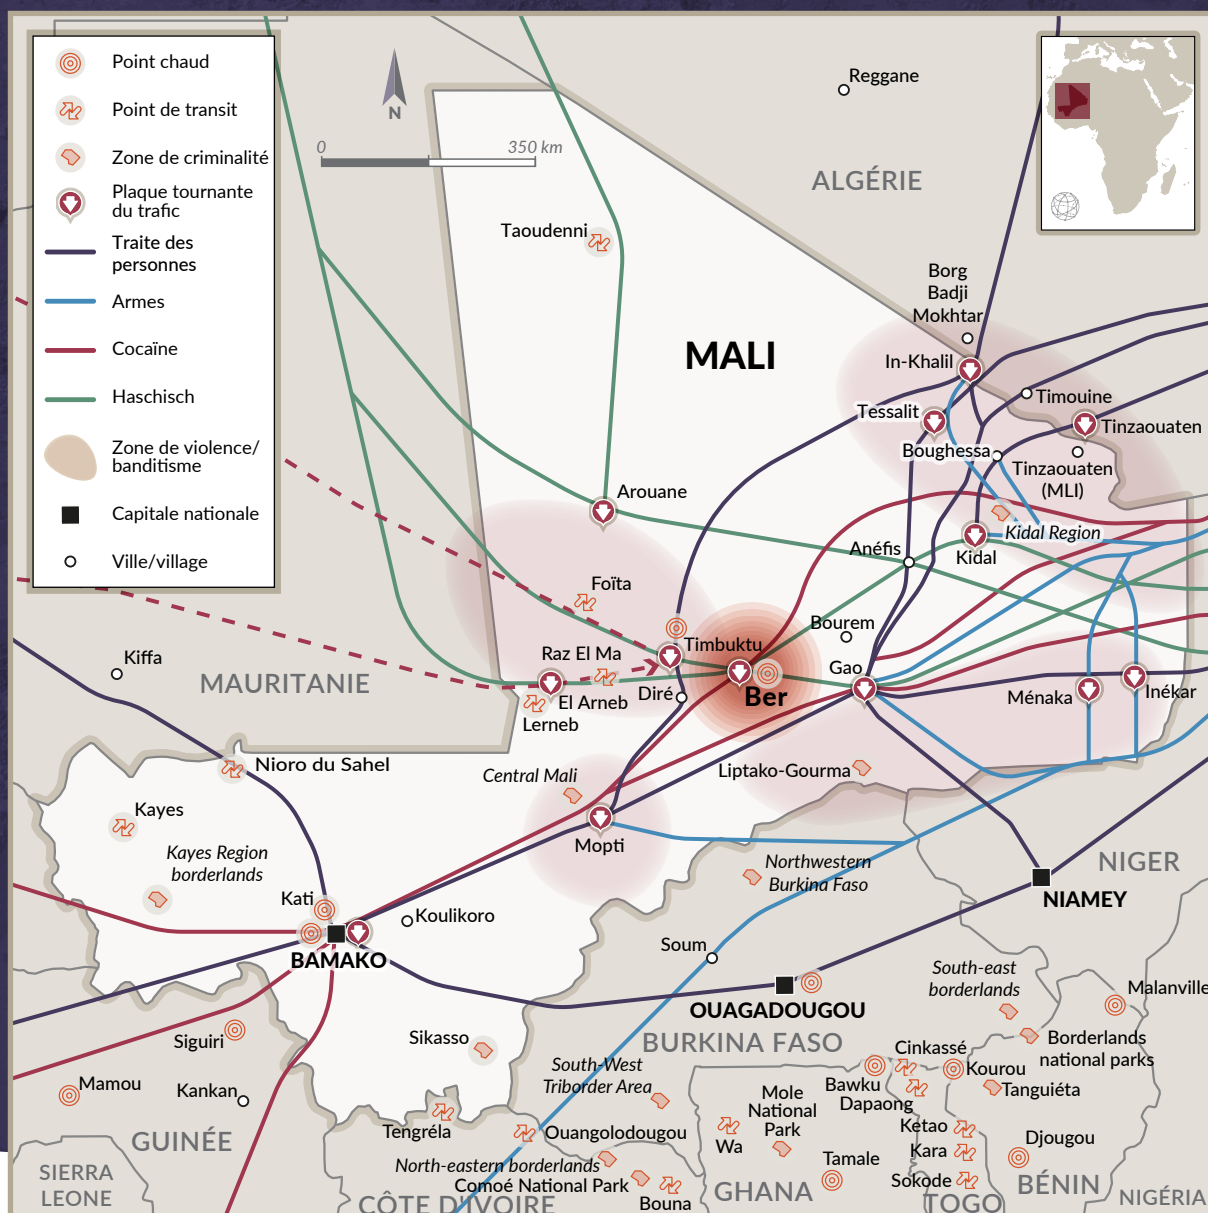 Point chaud
Point de transit
Zone de criminalité
Plaque tournante
du trafic
Traite des
personnes
Armes
Cocaïne
Haschisch
Zone de violence/
banditisme
Capitale nationale
Ville/village
N
0 350 km
Reggane
ALGÉRIE
Taoudenni
Borg
Badji
Mokhtar
MALI
In-Khalil
Timouine
Tessalit
Tinzaouaten
Boughessa
Tinzaouaten
(MLI)
Arouane
Kidal Region
Anéfis
Kidal
Foïta
Bourem
Timbuktu
Raz El Ma
Gao
Kiffa
MAURITANIE
El Arneb
Diré
Ber
Ménaka
Inékar
Lerneb
Nioro du Sahel
Central Mali
Liptako-Gourma
Kayes
Mopti
Kayes Region
borderlands
Northwestern
Burkina Faso
NIGER
Kati
Koulikoro
NIAMEY
BAMAKO
Soum
South-east
borderlands
OUAGADOUGOU
Malanville
Siguiri
Sikasso
BURKINA FASO
Cinkassé
Borderlands
national parks
South-West
Triborder Area
Kourou
Mamou
Kankan
Bawku
Dapaong
Tanguiéta
Mole
National
Park
GUINÉE
Tengréla
Ouangolodougou
Wa
Ketao
Djougou
Kara
SIERRA
LEONE
North-eastern borderlands
Comoé National Park
Tamale
Sokode
BÉNIN
CÔTE D'IVOIRE
Bouna
GHANA
TOGO
NIGÉRIA